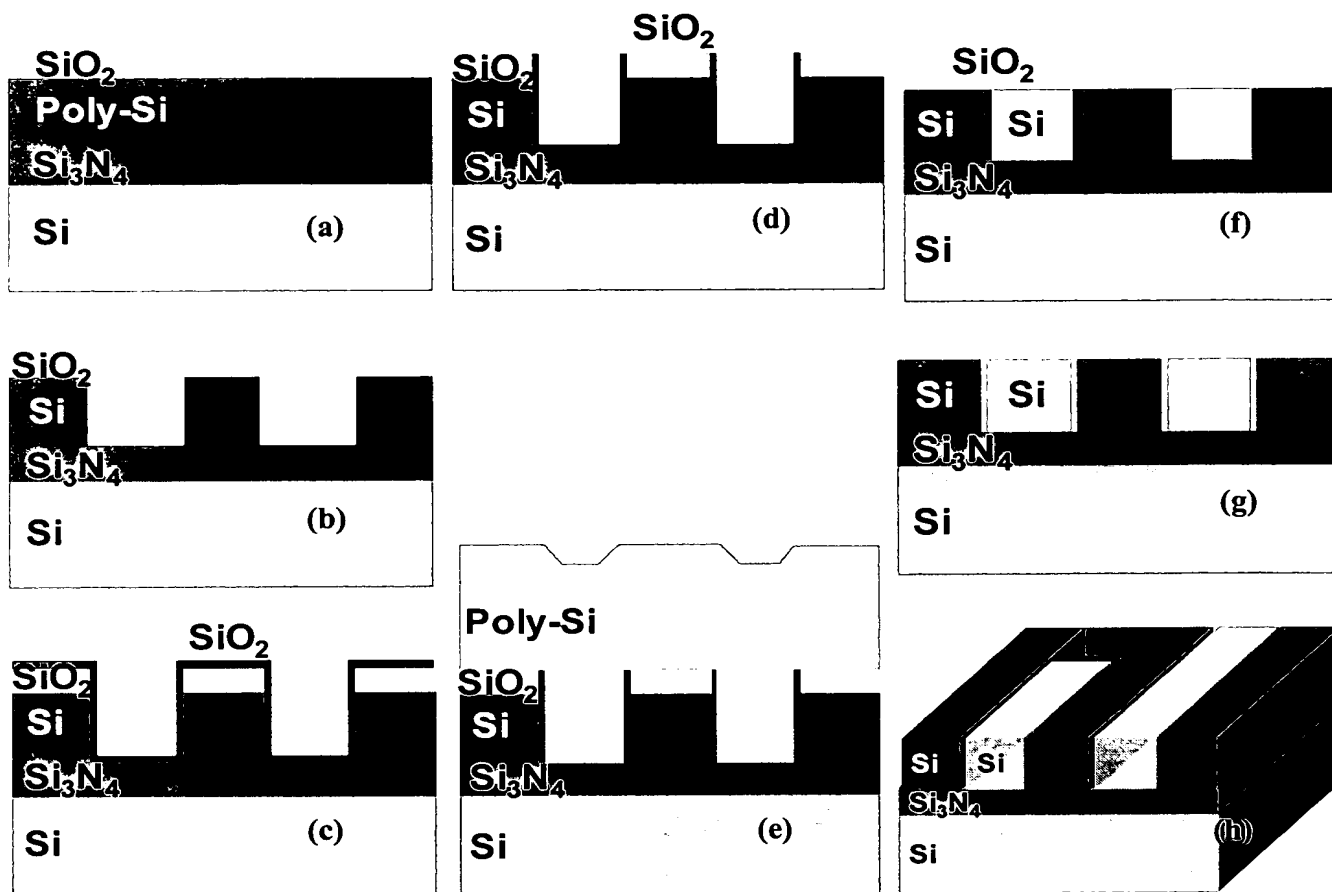 SiO₂
Poly-Si
Si₃N₄
Si
(a)
SiO₂
Si
Si₃N₄
Si
(b)
SiO₂
SiO₂
Si
Si₃N₄
Si
(c)
SiO₂
SiO₂
Si
Si₃N₄
Si
(d)
Poly-Si
SiO₂
Si
Si₃N₄
Si
(e)
SiO₂
Si Si
Si₃N₄
Si
(f)
Si Si
Si₃N₄
Si
(g)
Si Si
Si₃N₄
Si
(h)